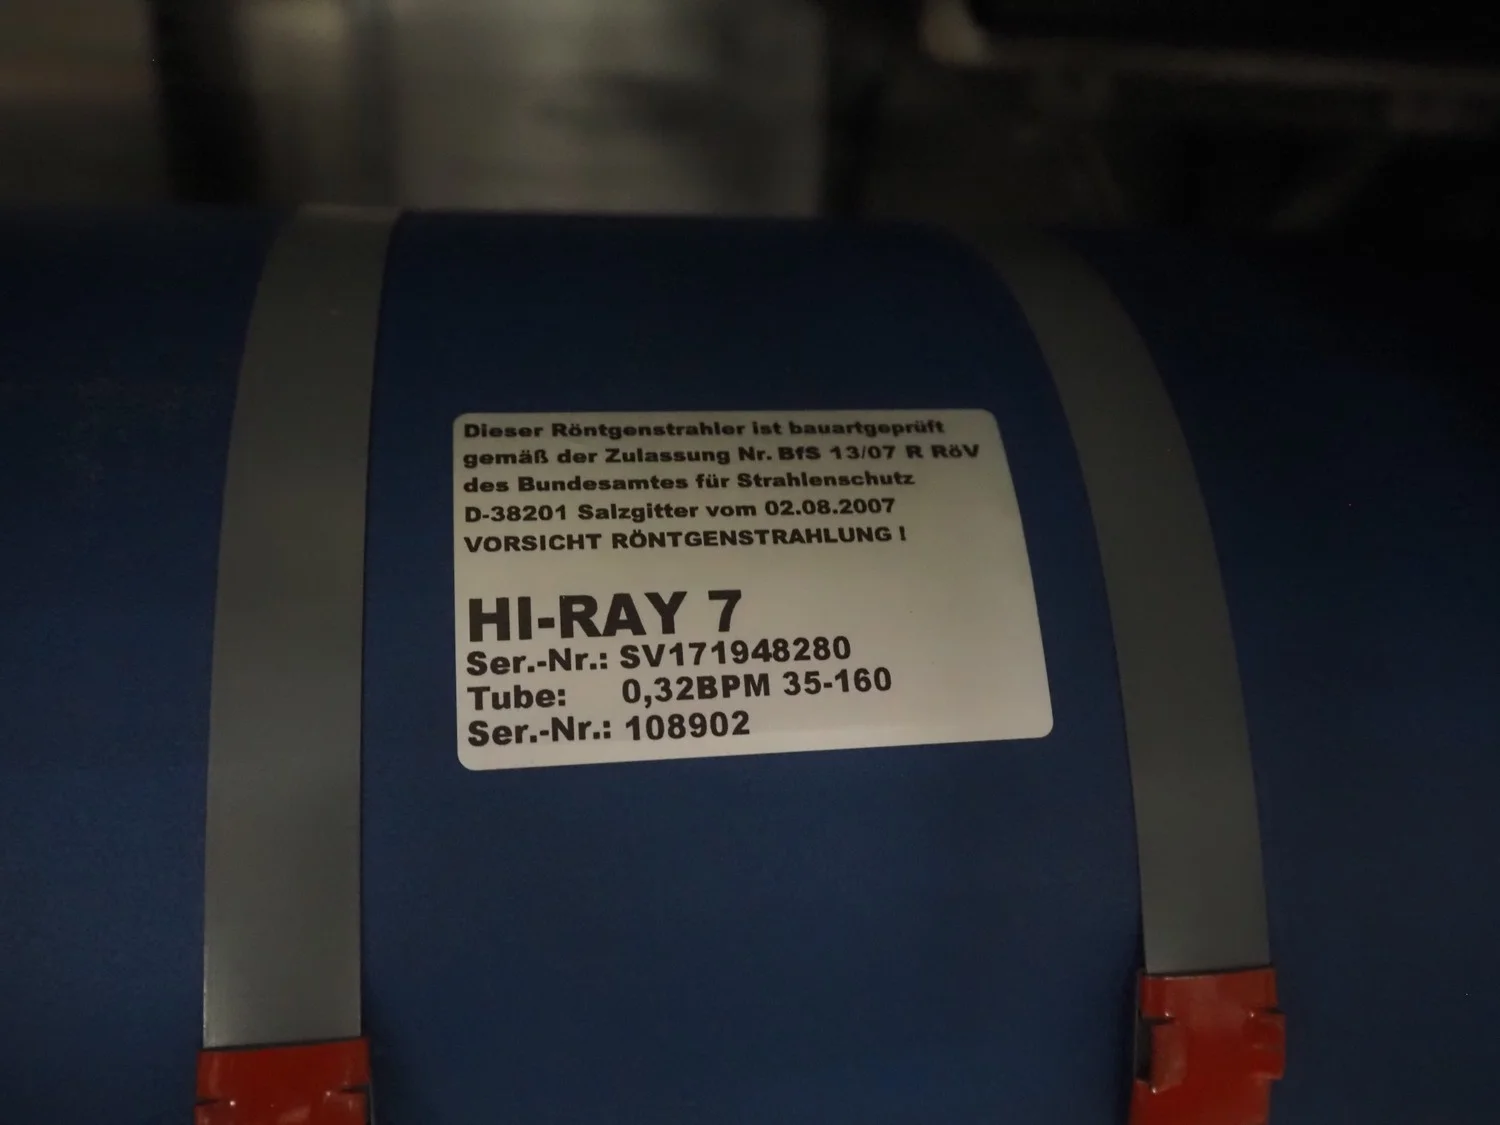 Dieser Röntgenstrahler ist bauartgeprüft
gemäß der Zulassung Nr. BfS 13/07 R RöV
des Bundesamtes für Strahlenschutz
D-38201 Salzgitter vom 02.08.2007
VORSICHT RÖNTGENSTRAHLUNG !
HI-RAY 7
Ser.-Nr.: SV171948280
Tube: 0,32BPM 35-160
Ser.-Nr.: 108902